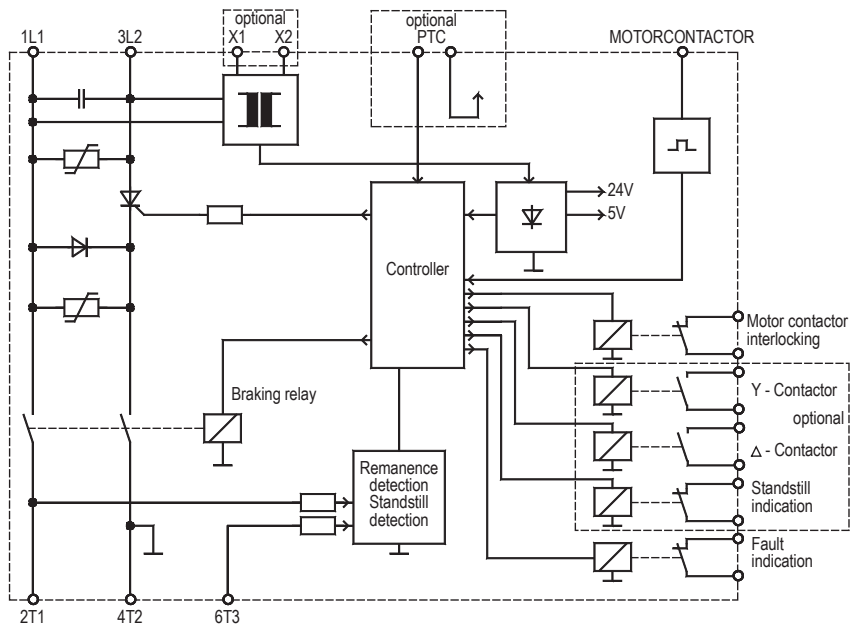 optional
optional
1L1
3L2
X1
X2
PTC
MOTORCONTACTOR
24V
5V
Controller
Motor contactor
interlocking
Braking relay
Y - Contactor
optional
Δ - Contactor
Remanence
detection
Standstill
detection
Standstill
indication
Fault
indication
2T1
4T2
6T3